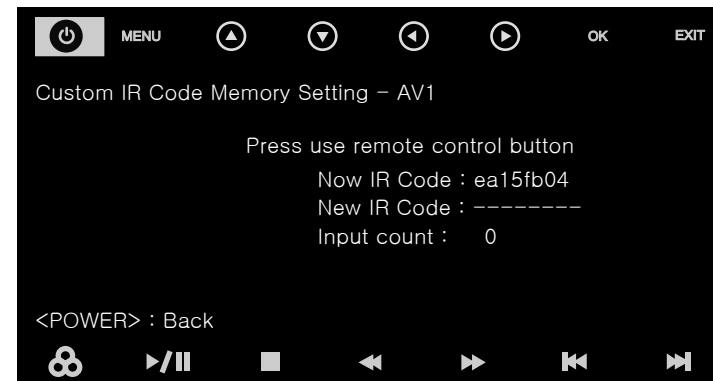 MENU OK EXIT
Custom IR Code Memory Setting - AV1
Press use remote control button
Now IR Code : ea15fb04
New IR Code : --------
Input count : 0
<POWER> : Back